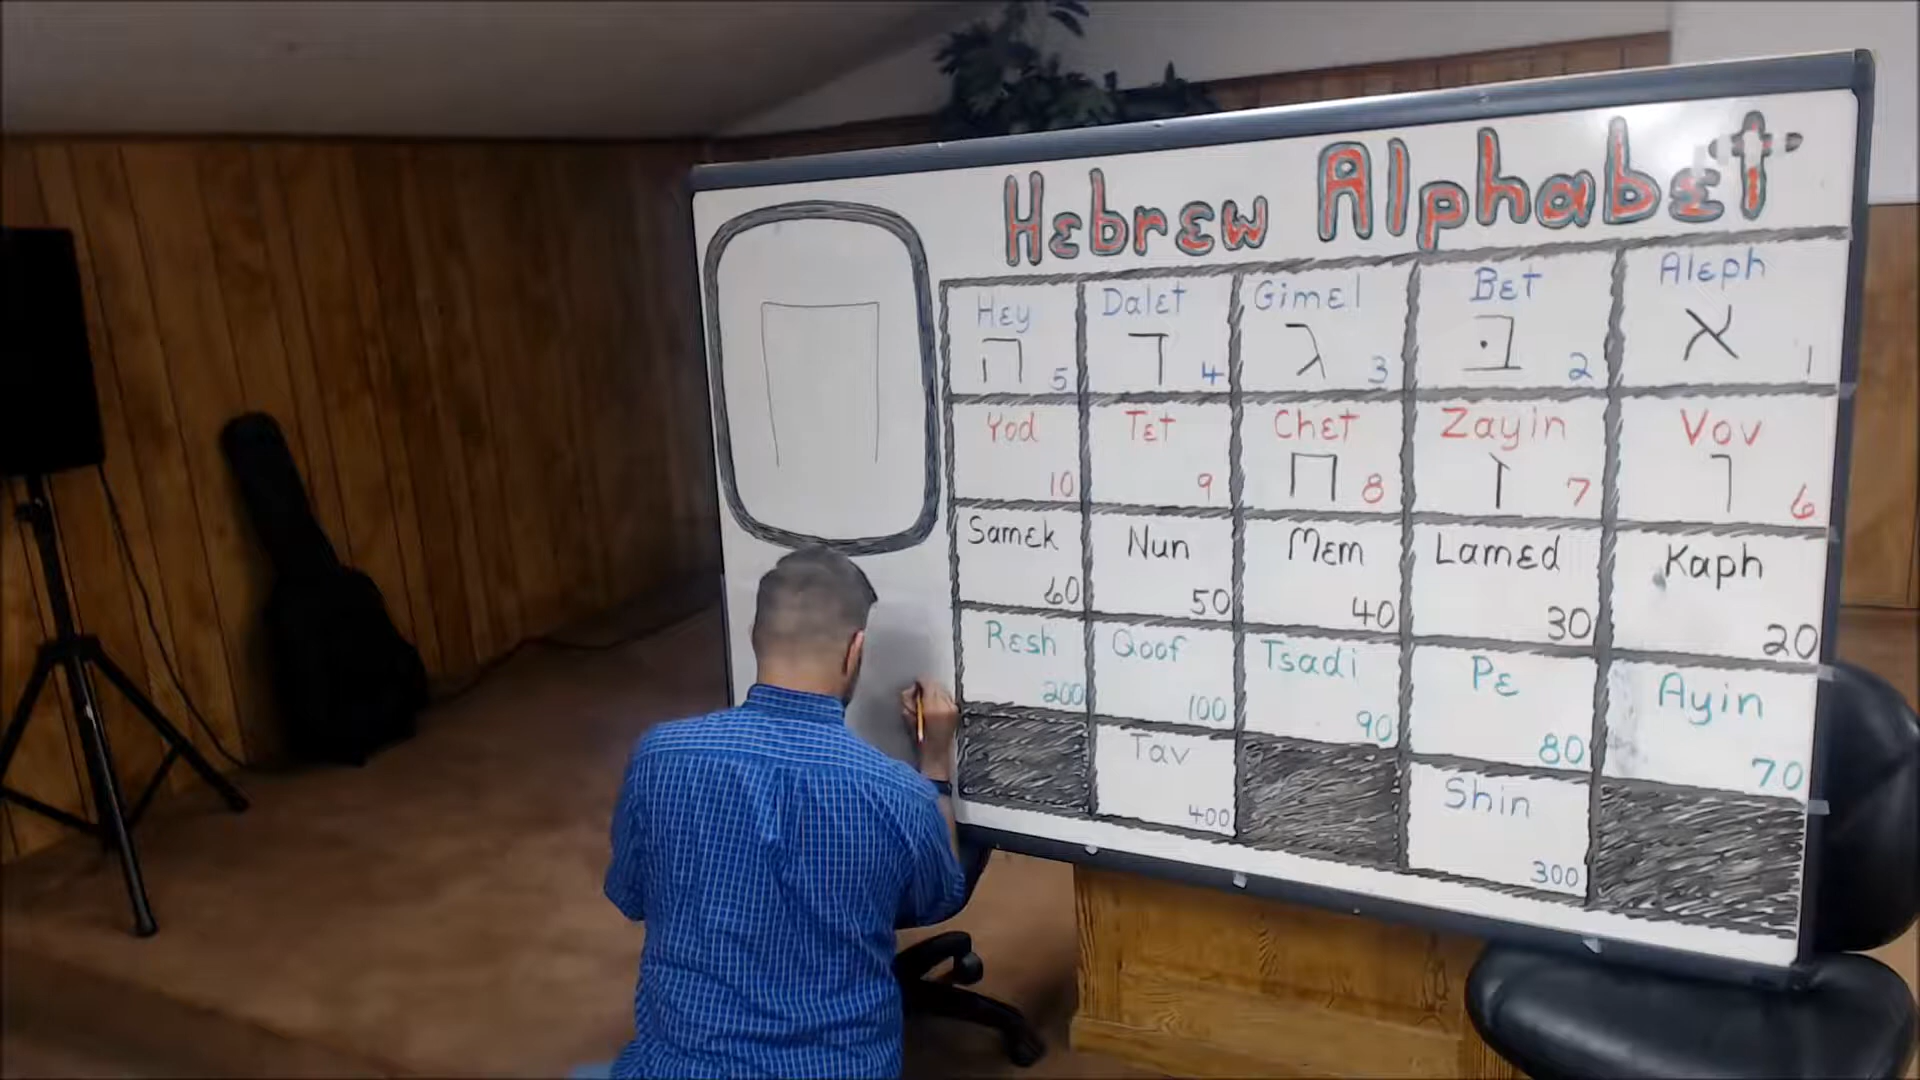 Hebrew Alphabet
Hey Dalet Gimel Bet Aleph
ה 5 ד 4 ג 3 בּ 2 א 1
Yod Tet Chet Zayin Vov
10 9 ח 8 ז 7 ו 6
Samek Nun Mem Lamed Kaph
60 50 40 30 20
Resh Qoof Tsadi Pe Ayin
200 100 90 80 70
Tav Shin
400 300
ח